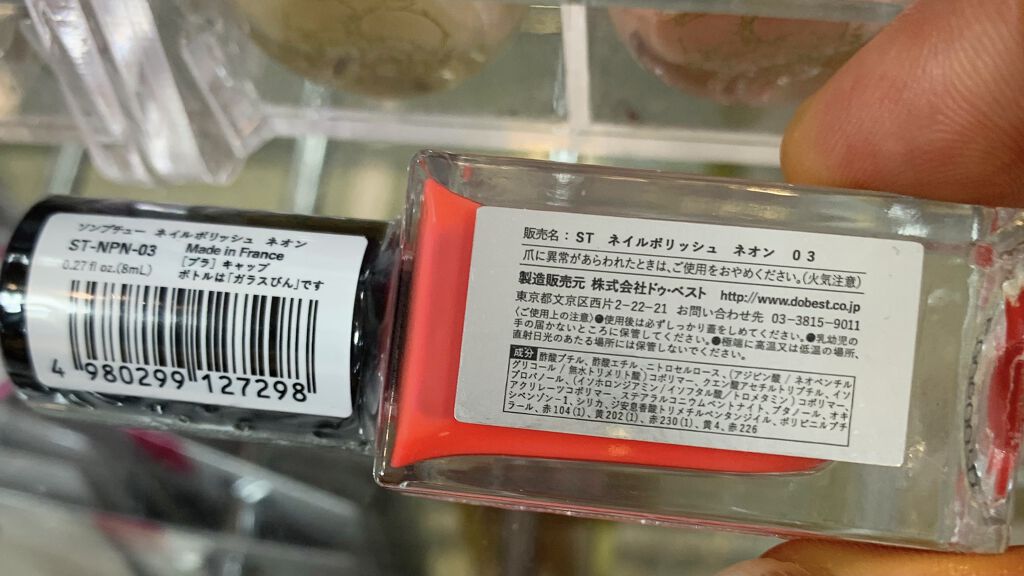 ソンプテュー ネイルポリッシュ ネオン
ST-NPN-03 Made in France
0.27 fl oz.(8mL) [プラ] キャップ
ボトルは「ガラスびん」です
4 980299 127298
販売名：ST ネイルポリッシュ ネオン 03
爪に異常があらわれたときは、ご使用をおやめください。(火気注意)
製造販売元 株式会社ドゥ・ベスト http://www.dobest.co.jp
東京都文京区西片2-22-21 お問い合わせ先 03-3815-9011
〈ご使用上の注意〉●使用後は必ずしっかり蓋をしめてください。●乳幼児の
手の届かないところに保管してください。●極端に高温又は低温の場所、
直射日光のあたる場所には保管しないでください。
成分 酢酸ブチル、酢酸エチル、ニトロセルロース、(アジピン酸／ネオペンチル
グリコール／無水トリメリト酸)コポリマー、クエン酸アセチルトリブチル、イソ
プロパノール、(イソホロンジアミン／イソフタル酸／トロメタミン)コポリマー、
アクリレーツコポリマー、ステアラルコニウムヘクトライト、ブタノール、オキ
シベンゾン-1、シリカ、ジ安息香酸トリメチルペンタンジイル、ポリビニルブチ
ラール、赤104(1)、黄202(1)、赤230(1)、黄4、赤226